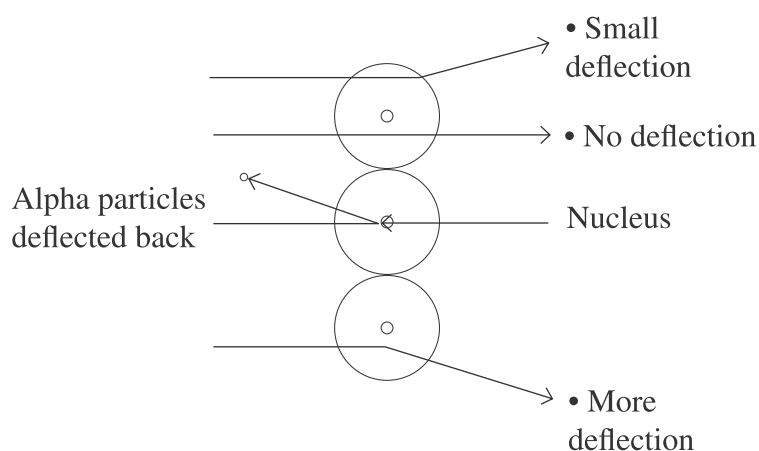 • Small
deflection
• No deflection
Alpha particles
deflected back
Nucleus
• More
deflection